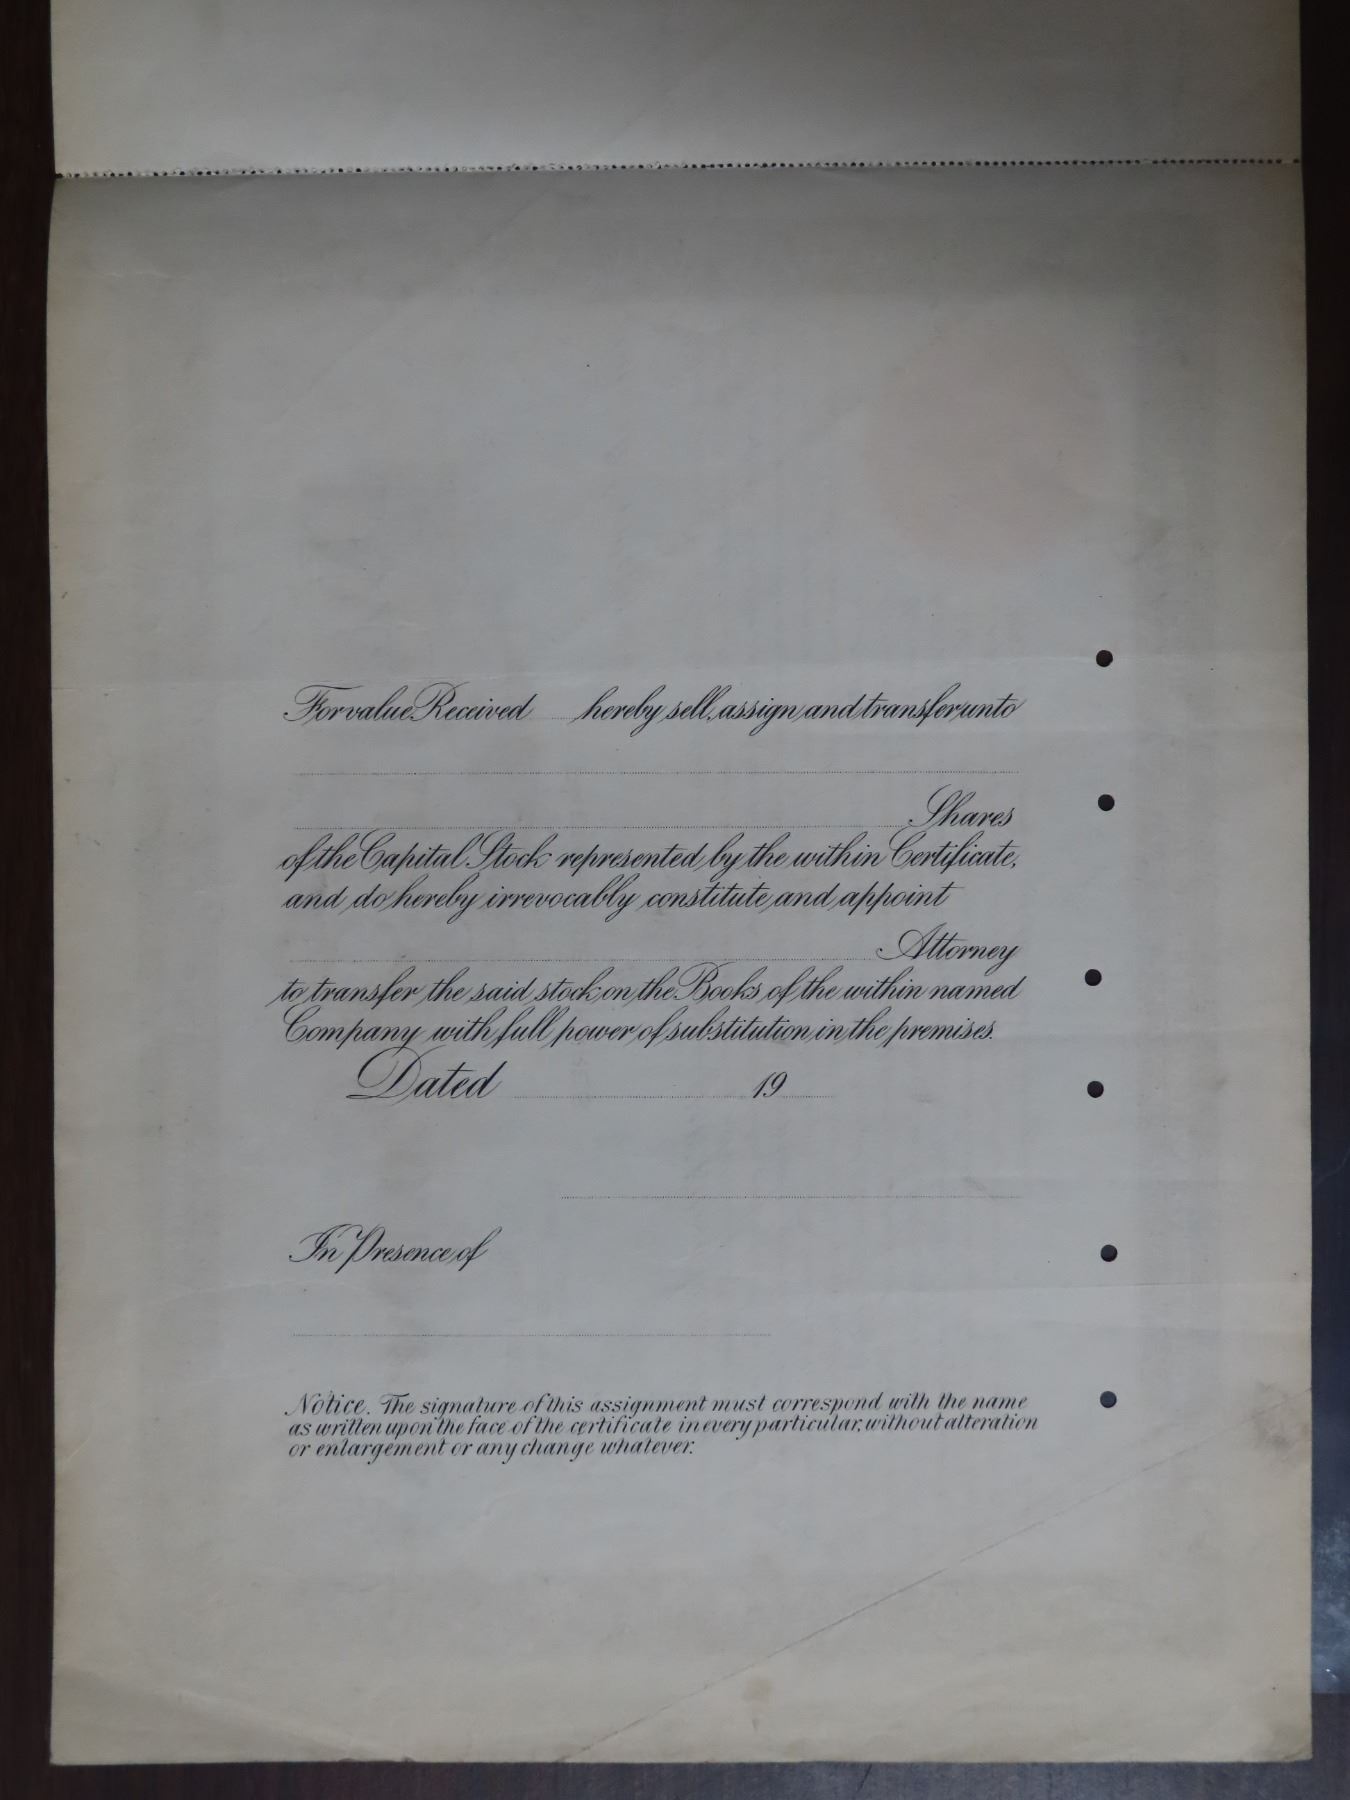 For value Received hereby sell, assign and transfer unto
Shares
of the Capital Stock represented by the within Certificate,
and do hereby irrevocably constitute and appoint
Attorney
to transfer the said stock on the Books of the within named
Company with full power of substitution in the premises.
Dated 19
In Presence of
Notice. The signature of this assignment must correspond with the name
as written upon the face of the certificate in every particular, without alteration
or enlargement or any change whatever.